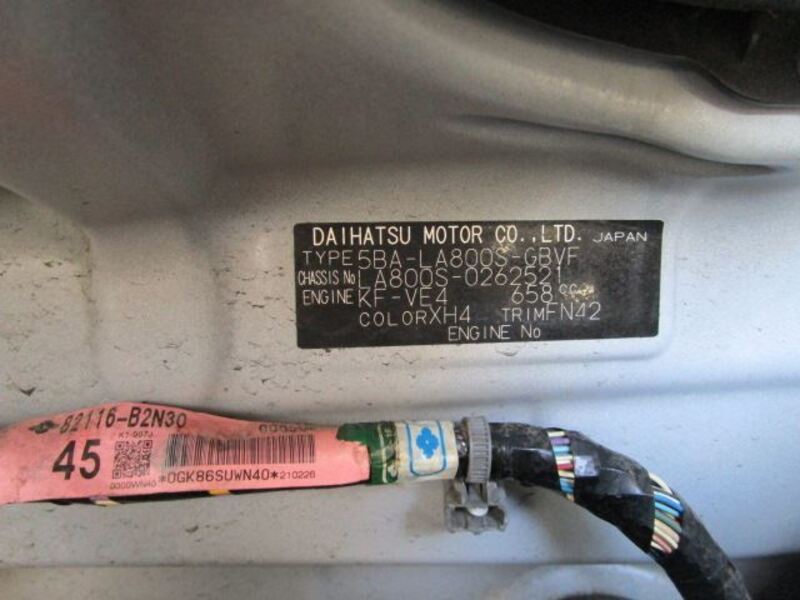 DAIHATSU MOTOR CO.,LTD. JAPAN
TYPE 5BA-LA800S-GBVF
CHASSIS No LA800S-0262521
ENGINE KF-VE4 658 cc
COLOR XH4 TRIM FN42
ENGINE No
82116-B2N30
45
*0GK86SUWN40*210226
0000WN40